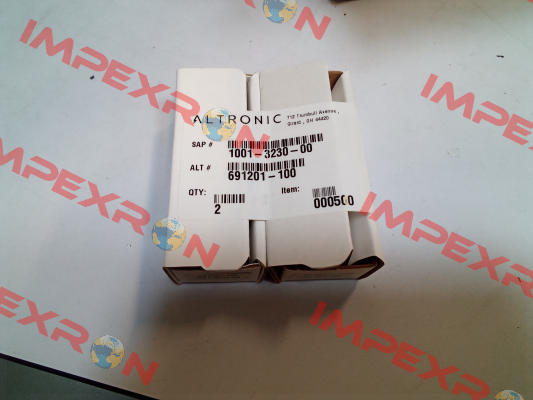 ALTRONIC
712 Trumbull Avenue,
Girard, OH 44420
SAP #
1001-3230-00
ALT #
691201-100
QTY:
2
Item:
000500
IMPEXRON
IMPEXRON
IMPEXRON
IMPEXRON
IMPEXRON
IMPEXRON